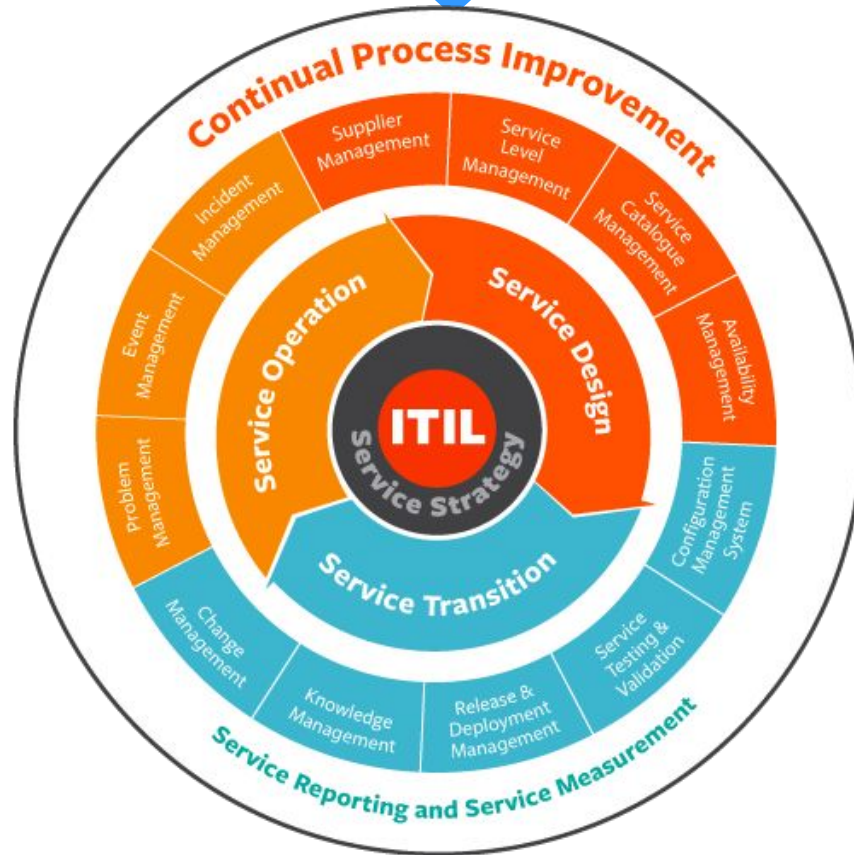 Continual Process Improvement
Supplier
Management
Service
Level
Management
Service
Catalogue
Management
Availability
Management
Configuration
Management
System
Service
Testing &
Validation
Release &
Deployment
Management
Knowledge
Management
Change
Management
Problem
Management
Event
Management
Incident
Management
Service Operation
Service Design
Service Transition
ITIL
Service Strategy
Service Reporting and Service Measurement